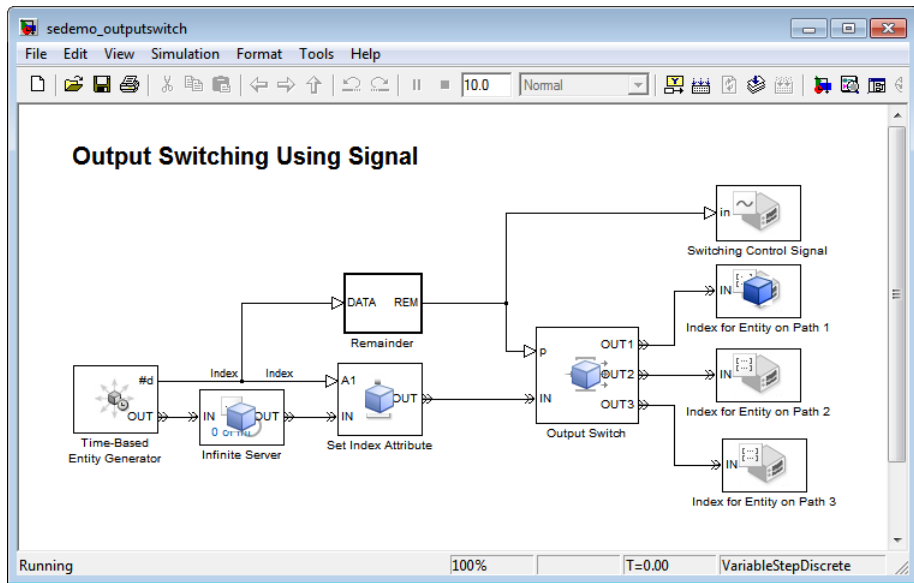 sedemo_outputswitch
File Edit View Simulation Format Tools Help
10.0 Normal
Output Switching Using Signal
in
Switching Control Signal
IN
Index for Entity on Path 1
DATA REM
Remainder
#d Index Index
OUT
Time-Based
Entity Generator
IN OUT
Infinite Server
A1
IN OUT
Set Index Attribute
p
IN
OUT1
OUT2
OUT3
Output Switch
IN
Index for Entity on Path 2
IN
Index for Entity on Path 3
Running 100% T=0.00 VariableStepDiscrete